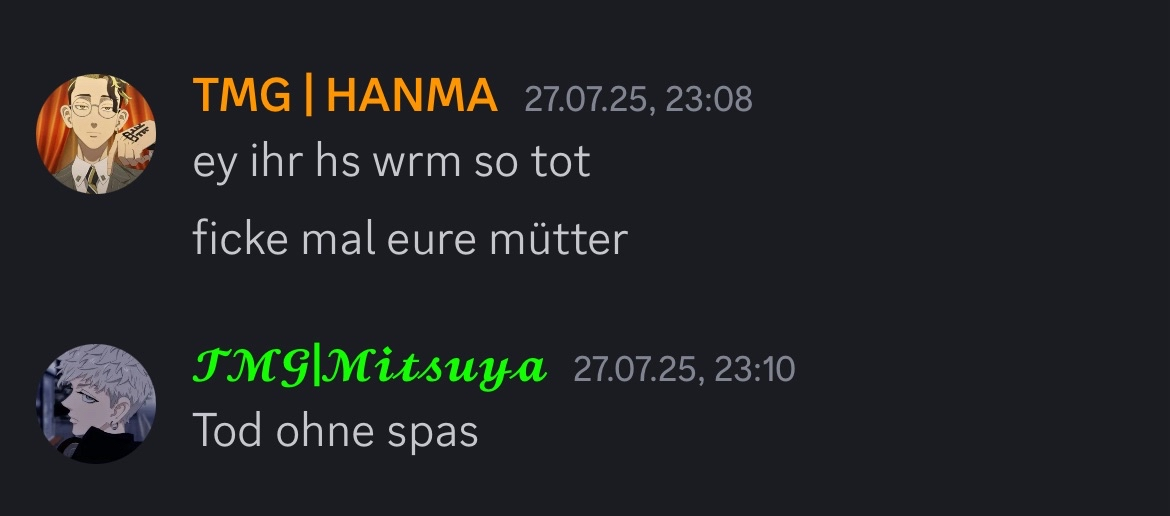 TMG | HANMA 27.07.25, 23:08
ey ihr hs wrm so tot
ficke mal eure mütter
𝓣𝓜𝓖|𝓜𝓲𝓽𝓼𝓾𝔂𝓪 27.07.25, 23:10
Tod ohne spas